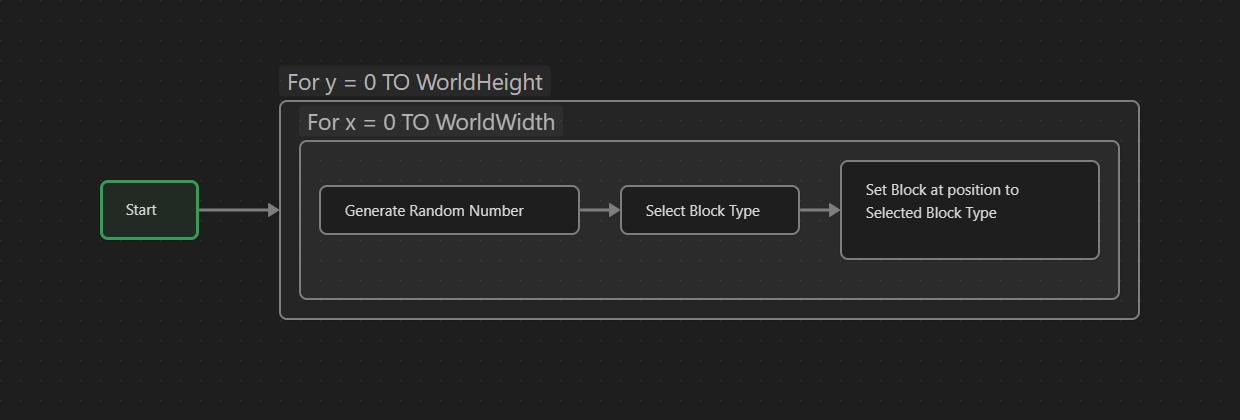 For y = 0 TO WorldHeight
For x = 0 TO WorldWidth
Start
Generate Random Number
Select Block Type
Set Block at position to
Selected Block Type